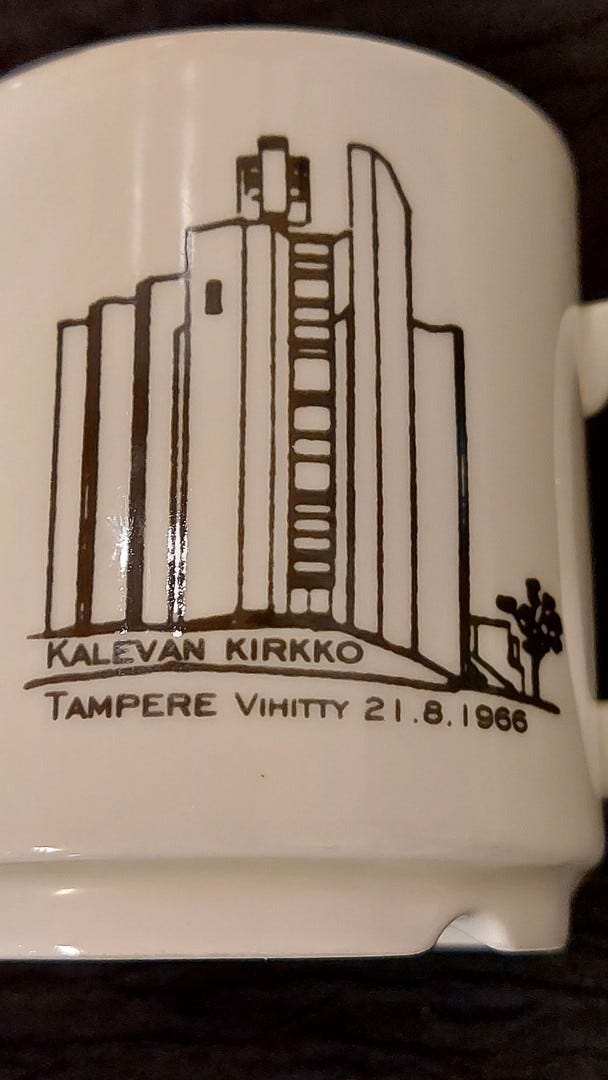 KALEVAN KIRKKO
TAMPERE VIHITTY 21.8.1966